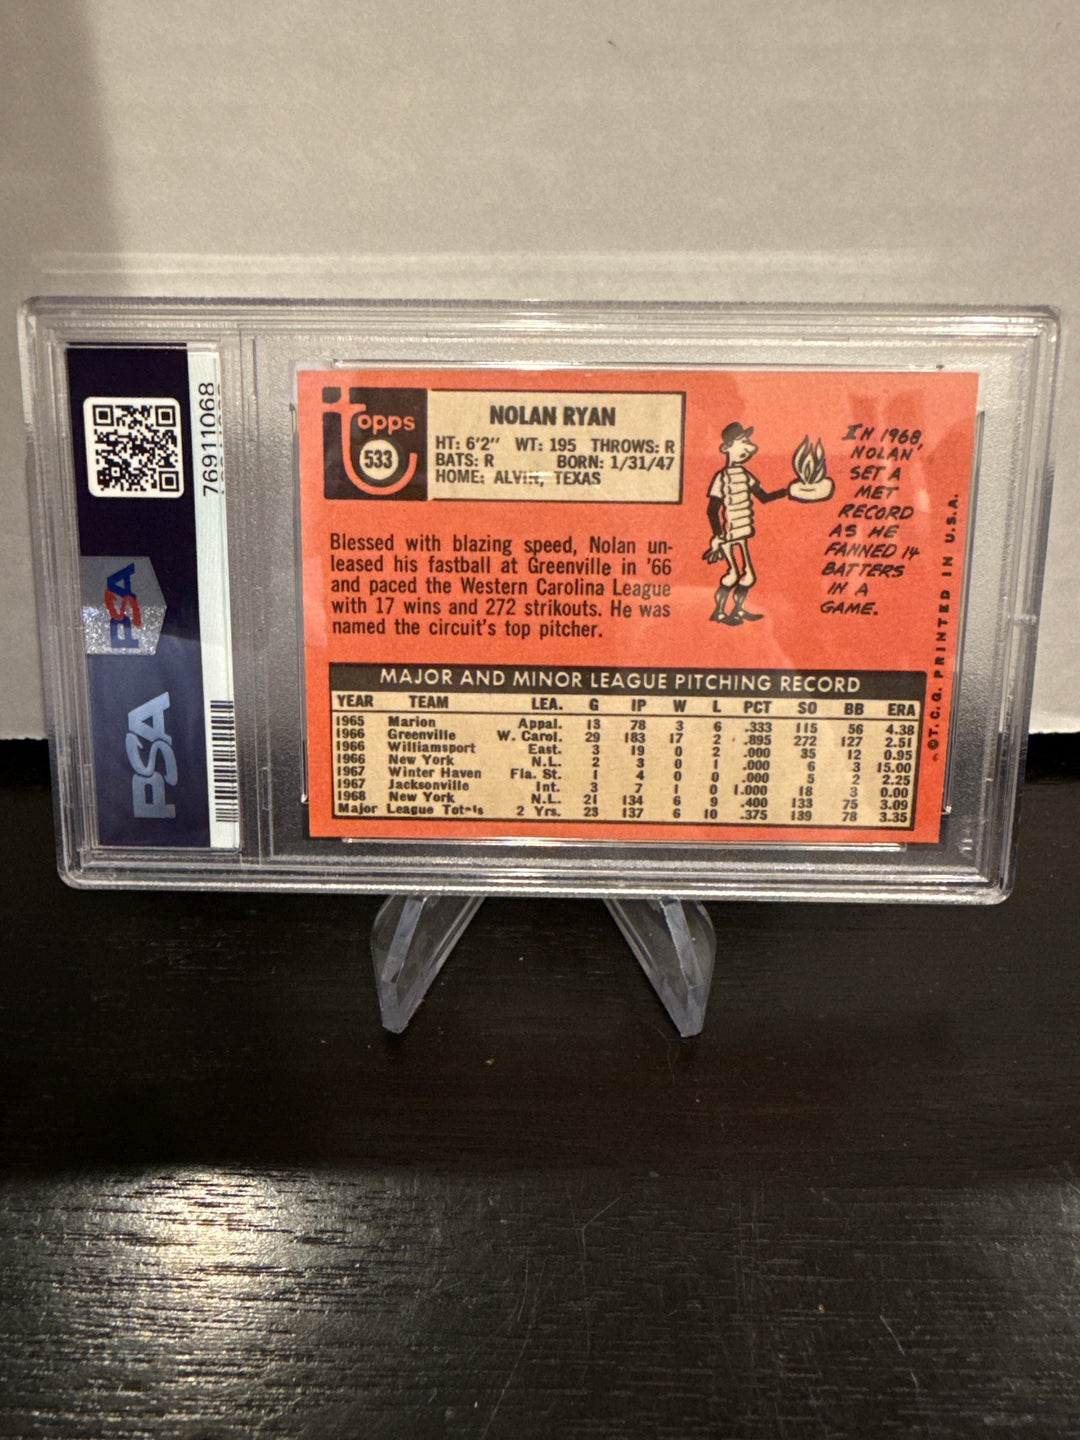 76911068
PSA
PSA
topps
533
NOLAN RYAN
HT: 6'2" WT: 195 THROWS: R
BATS: R BORN: 1/31/47
HOME: ALVIN, TEXAS
Blessed with blazing speed, Nolan un-
leased his fastball at Greenville in '66
and paced the Western Carolina League
with 17 wins and 272 strikouts. He was
named the circuit's top pitcher.
IN 1968,
NOLAN
SET A
MET
RECORD
AS HE
FANNED 14
BATTERS
IN A
GAME.
MAJOR AND MINOR LEAGUE PITCHING RECORD
YEAR TEAM LEA. G IP W L PCT SO BB ERA
1965 Marion Appal. 13 78 3 6 .333 115 56 4.38
1966 Greenville W. Carol. 29 183 17 2 .895 272 127 2.51
1966 Williamsport East. 3 19 0 2 .000 35 12 0.95
1966 New York N.L. 2 3 0 1 .000 6 3 15.00
1967 Winter Haven Fla. St. 1 4 0 0 .000 5 2 2.25
1967 Jacksonville Int. 3 7 1 0 1.000 18 3 0.00
1968 New York N.L. 21 134 6 9 .400 133 75 3.09
Major League Totals 2 Yrs. 23 137 6 10 .375 139 78 3.35
©T.C.G. PRINTED IN U.S.A.